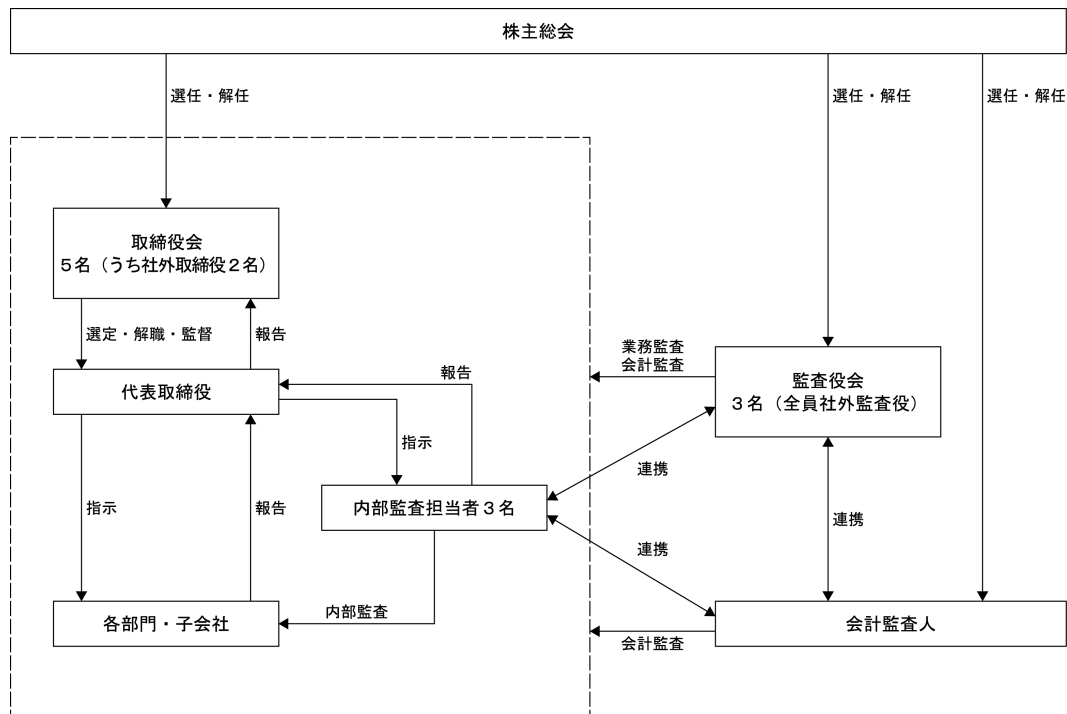 株主総会
選任・解任
選任・解任
選任・解任
取締役会
5名（うち社外取締役2名）
選定・解職・監督
報告
代表取締役
報告
指示
業務監査
会計監査
監査役会
3名（全員社外監査役）
連携
指示
報告
内部監査担当者3名
連携
連携
内部監査
各部門・子会社
会計監査
会計監査人